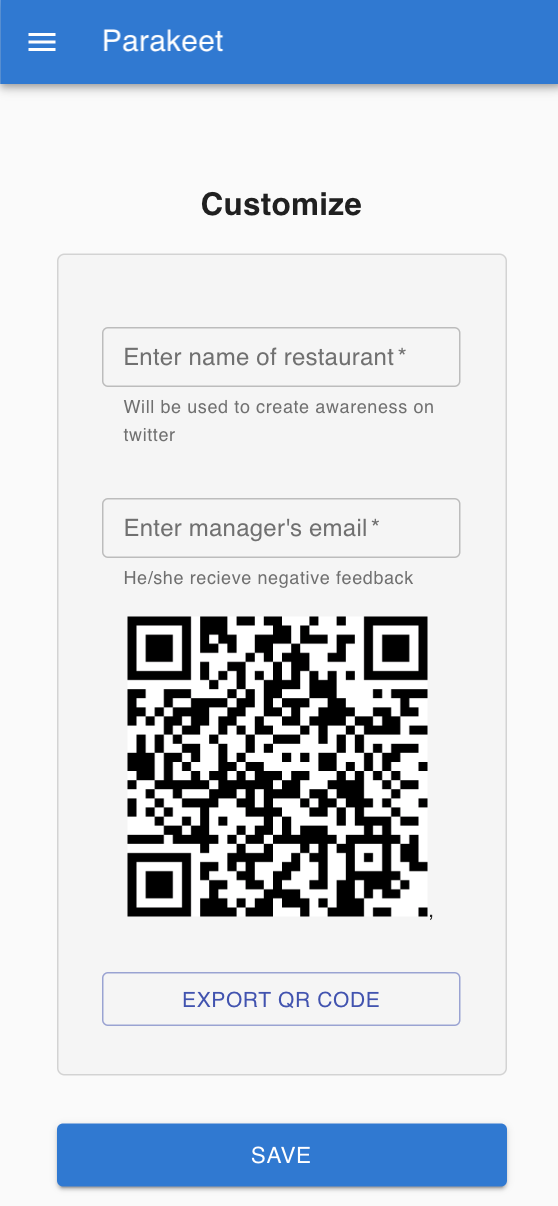 Parakeet
Customize
Enter name of restaurant *
Will be used to create awareness on
twitter
Enter manager's email *
He/she recieve negative feedback
,
EXPORT QR CODE
SAVE